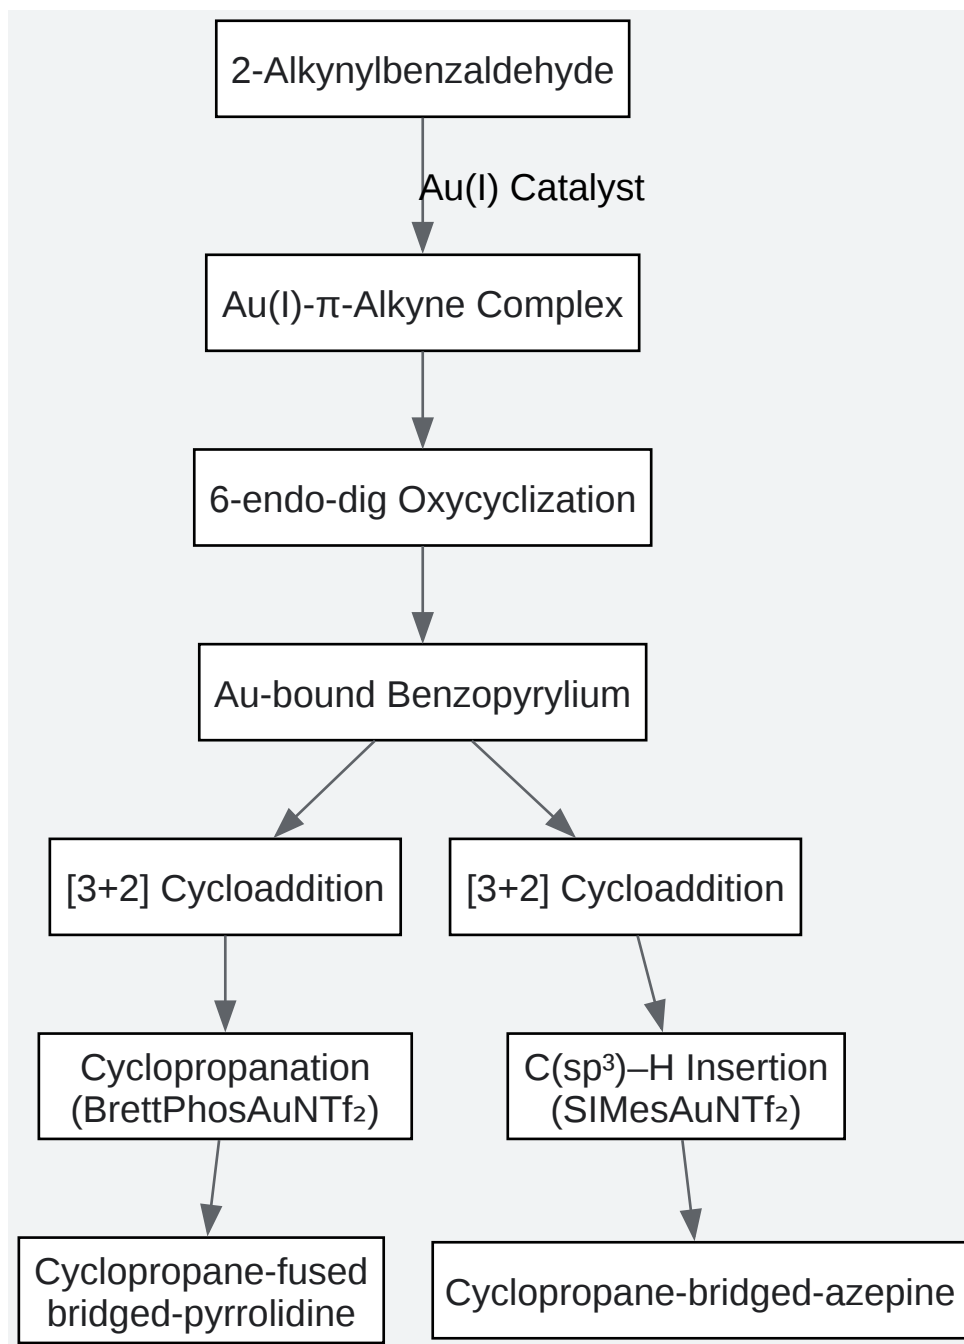 2-Alkynylbenzaldehyde
Au(I) Catalyst
Au(I)-π-Alkyne Complex
6-endo-dig Oxycyclization
Au-bound Benzopyrylium
[3+2] Cycloaddition
[3+2] Cycloaddition
Cyclopropanation
(BrettPhosAuNTf₂)
C(sp³)–H Insertion
(SIMesAuNTf₂)
Cyclopropane-fused
bridged-pyrrolidine
Cyclopropane-bridged-azepine